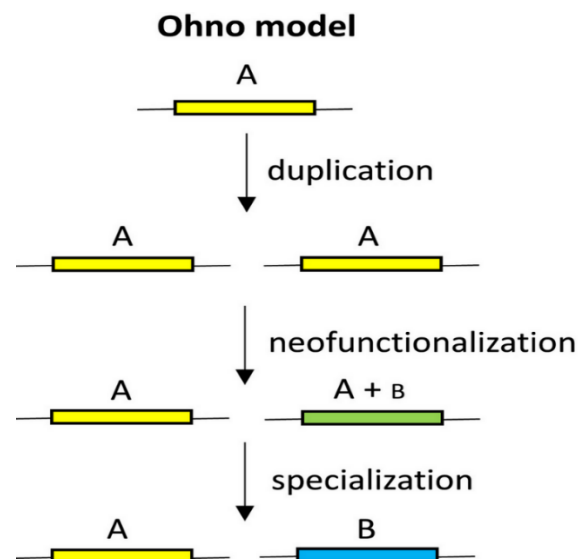 Ohno model
A
duplication
A A
neofunctionalization
A A + B
specialization
A B